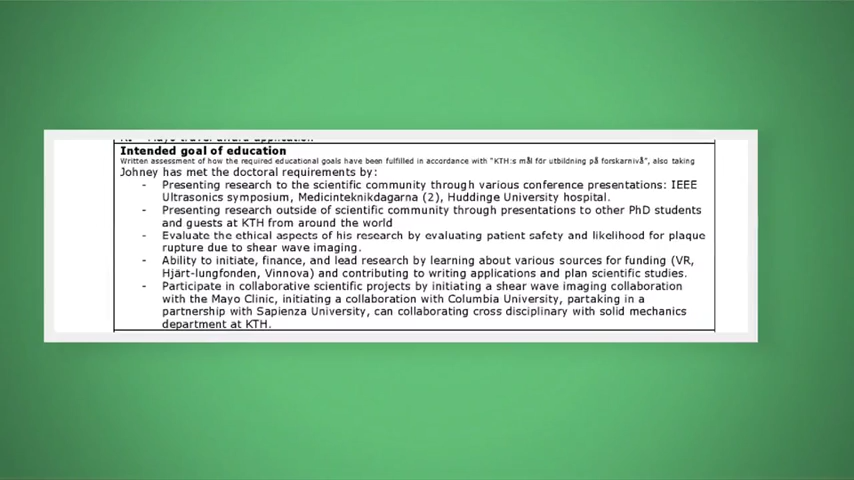 Intended goal of education
Written assessment of how the required educational goals have been fulfilled in accordance with "KTH:s mål för utbildning på forskarnivå", also taking
Johney has met the doctoral requirements by:
- Presenting research to the scientific community through various conference presentations: IEEE
Ultrasonics symposium, Medicinteknikdagarna (2), Huddinge University hospital.
- Presenting research outside of scientific community through presentations to other PhD students
and guests at KTH from around the world
- Evaluate the ethical aspects of his research by evaluating patient safety and likelihood for plaque
rupture due to shear wave imaging.
- Ability to initiate, finance, and lead research by learning about various sources for funding (VR,
Hjärt-lungfonden, Vinnova) and contributing to writing applications and plan scientific studies.
- Participate in collaborative scientific projects by initiating a shear wave imaging collaboration
with the Mayo Clinic, initiating a collaboration with Columbia University, partaking in a
partnership with Sapienza University, can collaborating cross disciplinary with solid mechanics
department at KTH.